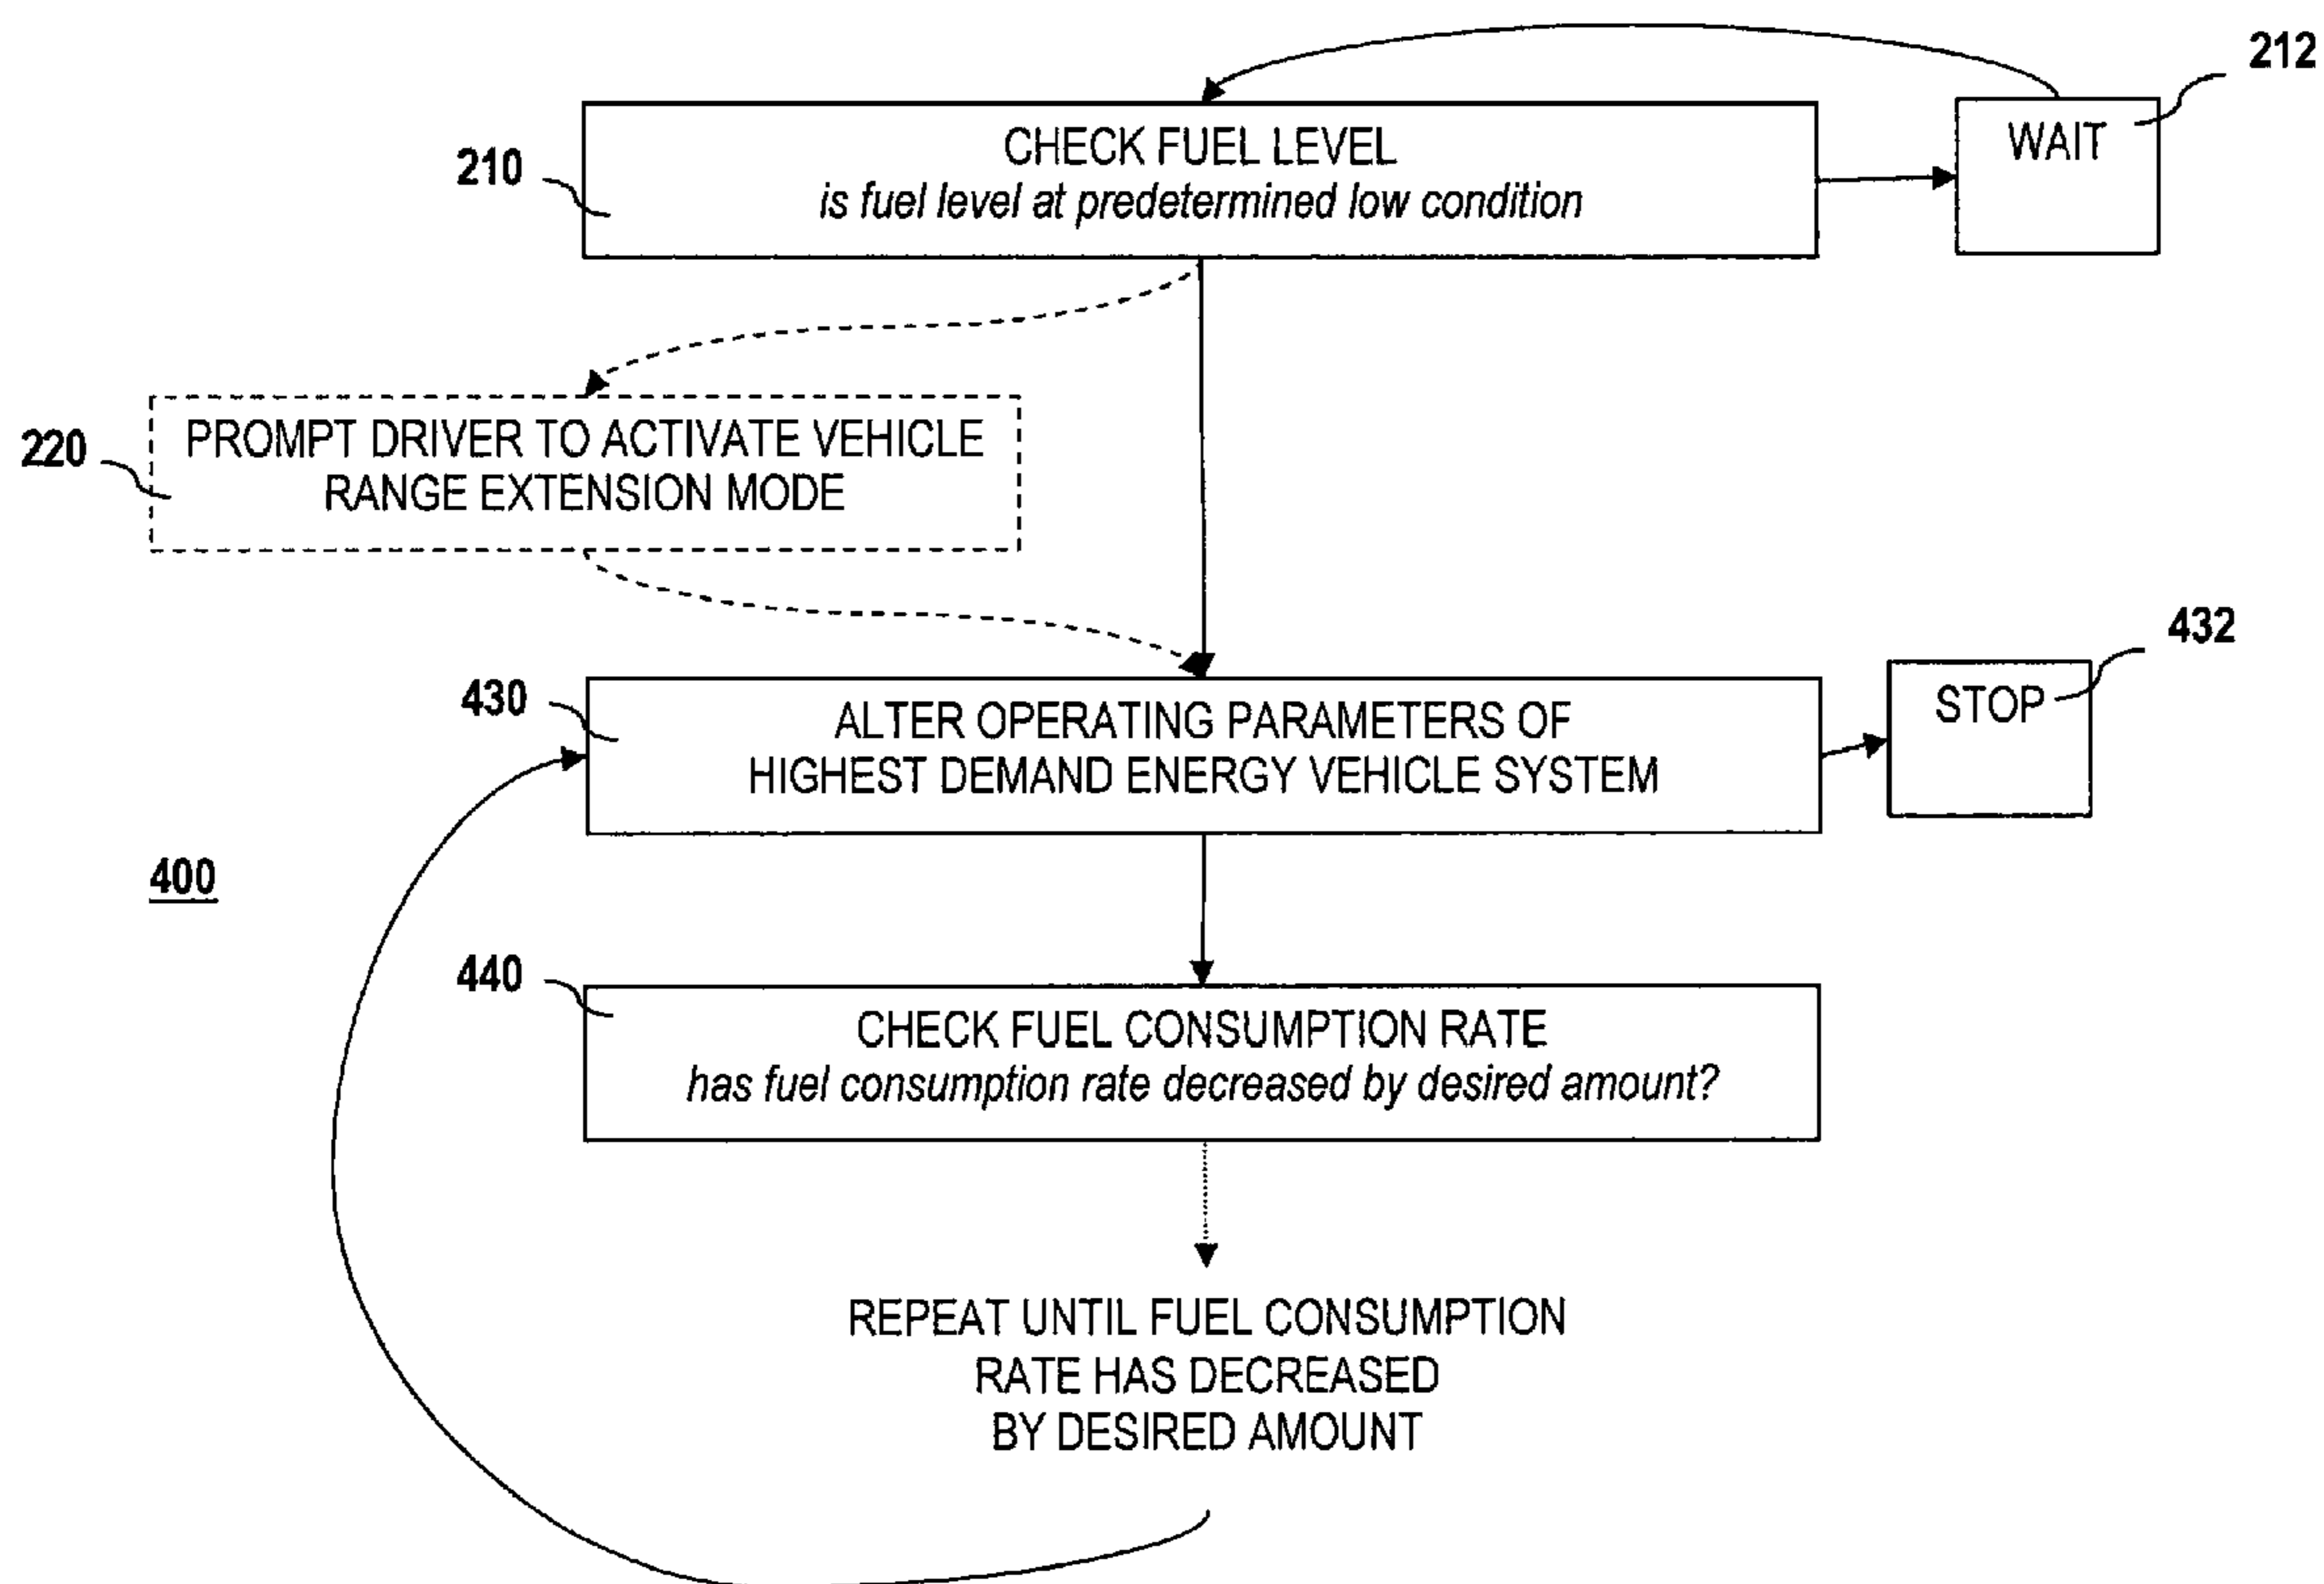 212
CHECK FUEL LEVEL
WAIT
210
is fuel level at predetermined low condition
220
PROMPT DRIVER TO ACTIVATE VEHICLE
RANGE EXTENSION MODE
432
430
ALTER OPERATING PARAMETERS OF
STOP
HIGHEST DEMAND ENERGY VEHICLE SYSTEM
400
440
CHECK FUEL CONSUMPTION RATE
has fuel consumption rate decreased by desired amount?
REPEAT UNTIL FUEL CONSUMPTION
RATE HAS DECREASED
BY DESIRED AMOUNT